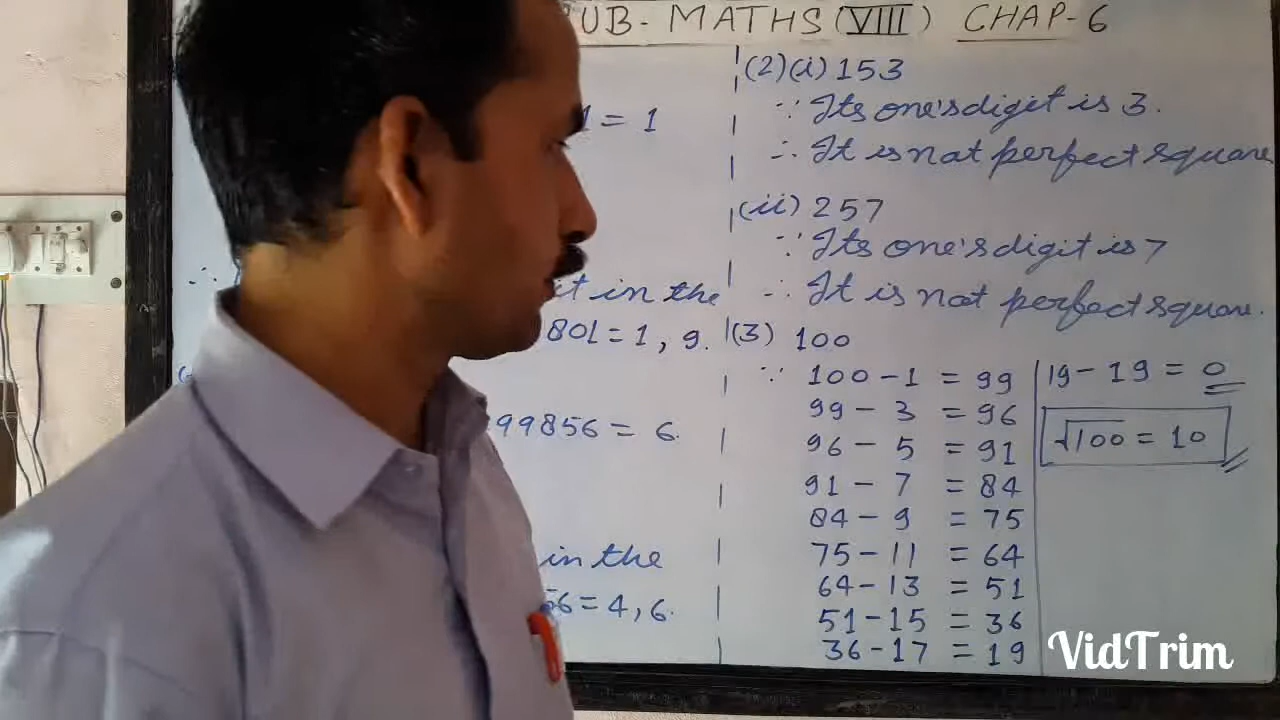 UB- MATHS (VIII) CHAP- 6
1 = 1
it in the
801 = 1, 9.
99856 = 6.
in the
56 = 4, 6.
(2)(i) 153
∵ Its one's digit is 3.
∴ It is not perfect square
(ii) 257
∵ Its one's digit is 7
∴ It is not perfect square.
(3) 100
∵ 100 - 1 = 99
99 - 3 = 96
96 - 5 = 91
91 - 7 = 84
84 - 9 = 75
75 - 11 = 64
64 - 13 = 51
51 - 15 = 36
36 - 17 = 19
19 - 19 = 0
√100 = 10
VidTrim